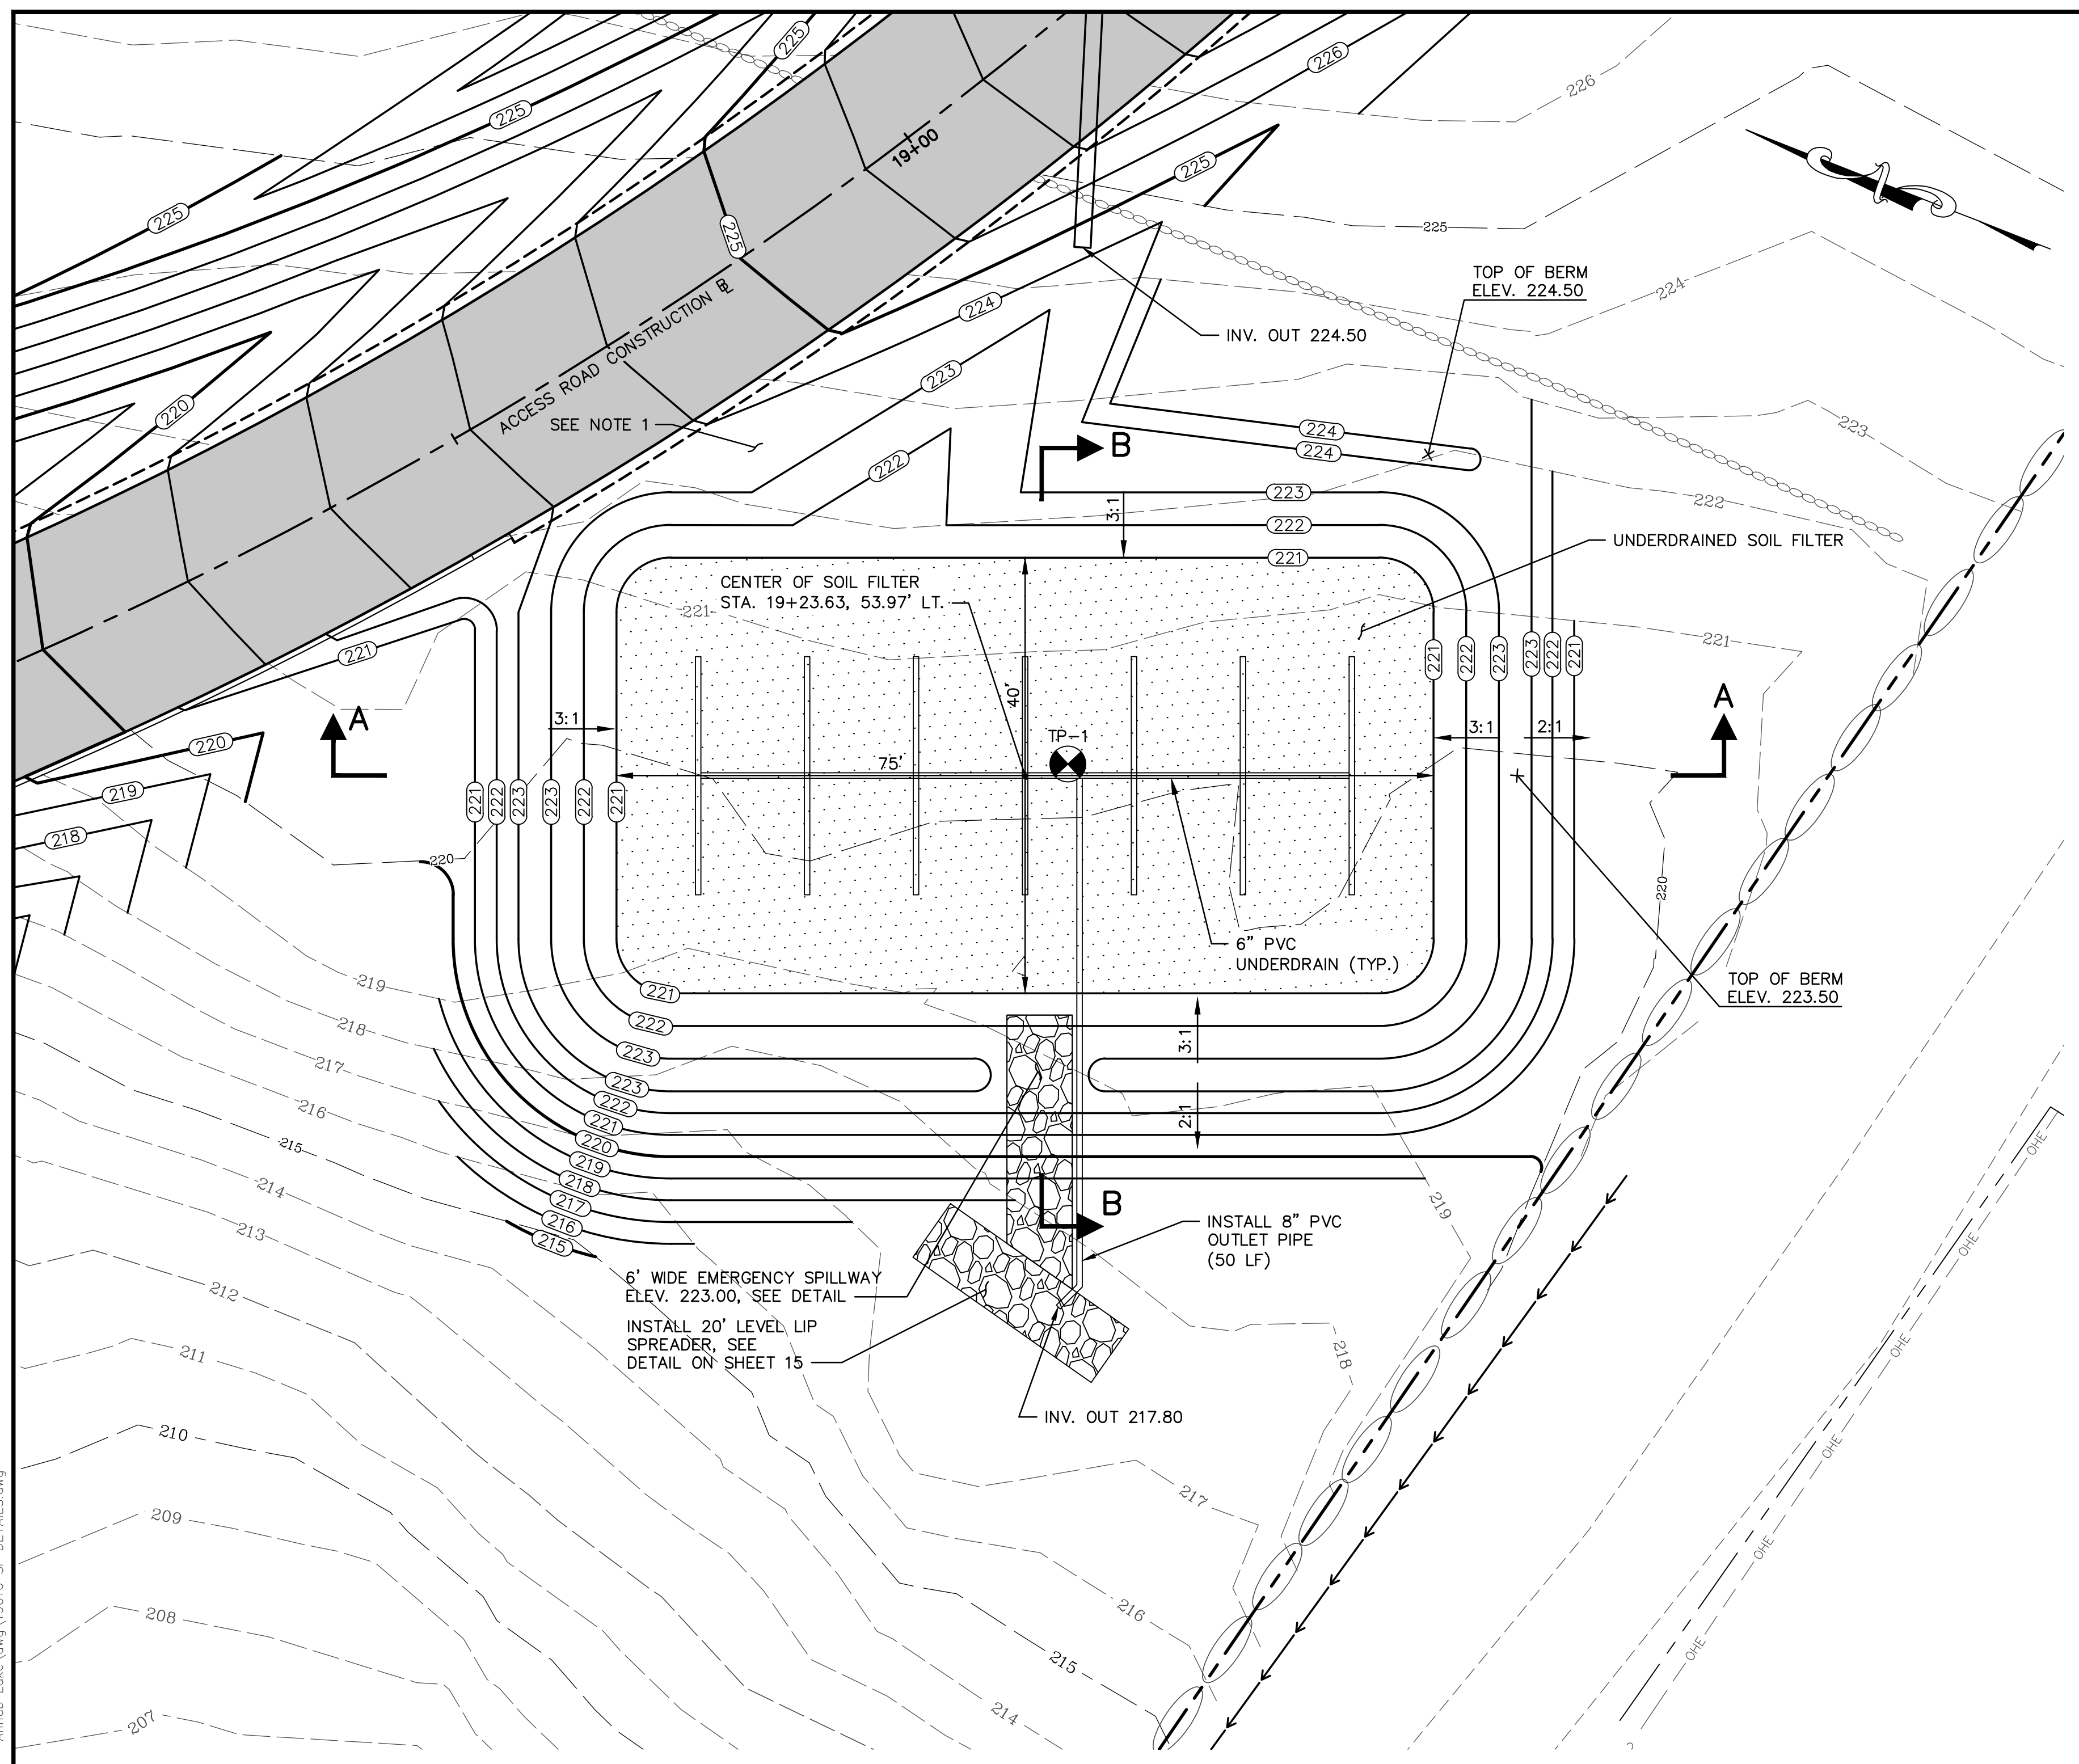 225
226
226
225
225
19+00
225
225
225
224
TOP OF BERM
ELEV. 224.50
INV. OUT 224.50
ACCESS ROAD CONSTRUCTION
SEE NOTE 1
224
223
220
222
223
B
224
224
222
223
222
221
3:1
UNDERDRAINED SOIL FILTER
CENTER OF SOIL FILTER
STA. 19+23.63, 53.97' LT.
221
221
221
221
222
223
223
222
221
40'
A
3:1
3:1
2:1
A
TP-1
75'
220
219
218
221
222
223
223
222
221
220
220
6" PVC
UNDERDRAIN (TYP.)
TOP OF BERM
ELEV. 223.50
219
218
217
216
215
214
213
212
211
210
209
208
207
221
222
223
223
222
221
220
219
218
217
216
215
3:1
2:1
B
219
INSTALL 8" PVC
OUTLET PIPE
(50 LF)
6' WIDE EMERGENCY SPILLWAY
ELEV. 223.00, SEE DETAIL
INSTALL 20' LEVEL LIP
SPREADER, SEE
DETAIL ON SHEET 15
INV. OUT 217.80
218
217
216
215
214
OHE
OHE
OHE
OHE
OHE
OHE